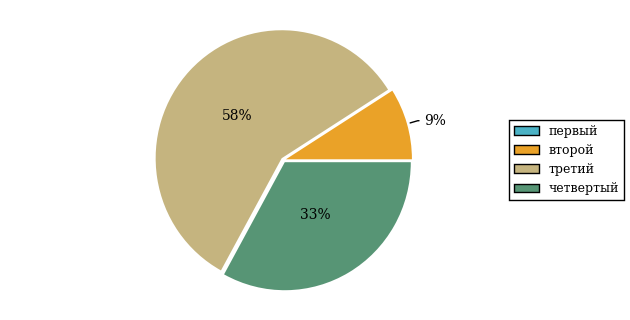 58%
9%
33%
первый
второй
третий
четвертый